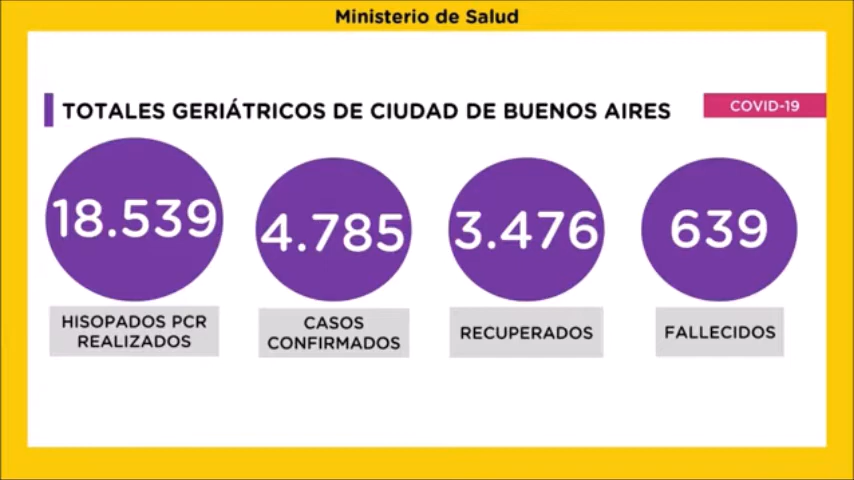 Ministerio de Salud
TOTALES GERIÁTRICOS DE CIUDAD DE BUENOS AIRES
COVID-19
18.539
4.785
3.476
639
HISOPADOS PCR
REALIZADOS
CASOS
CONFIRMADOS
RECUPERADOS
FALLECIDOS